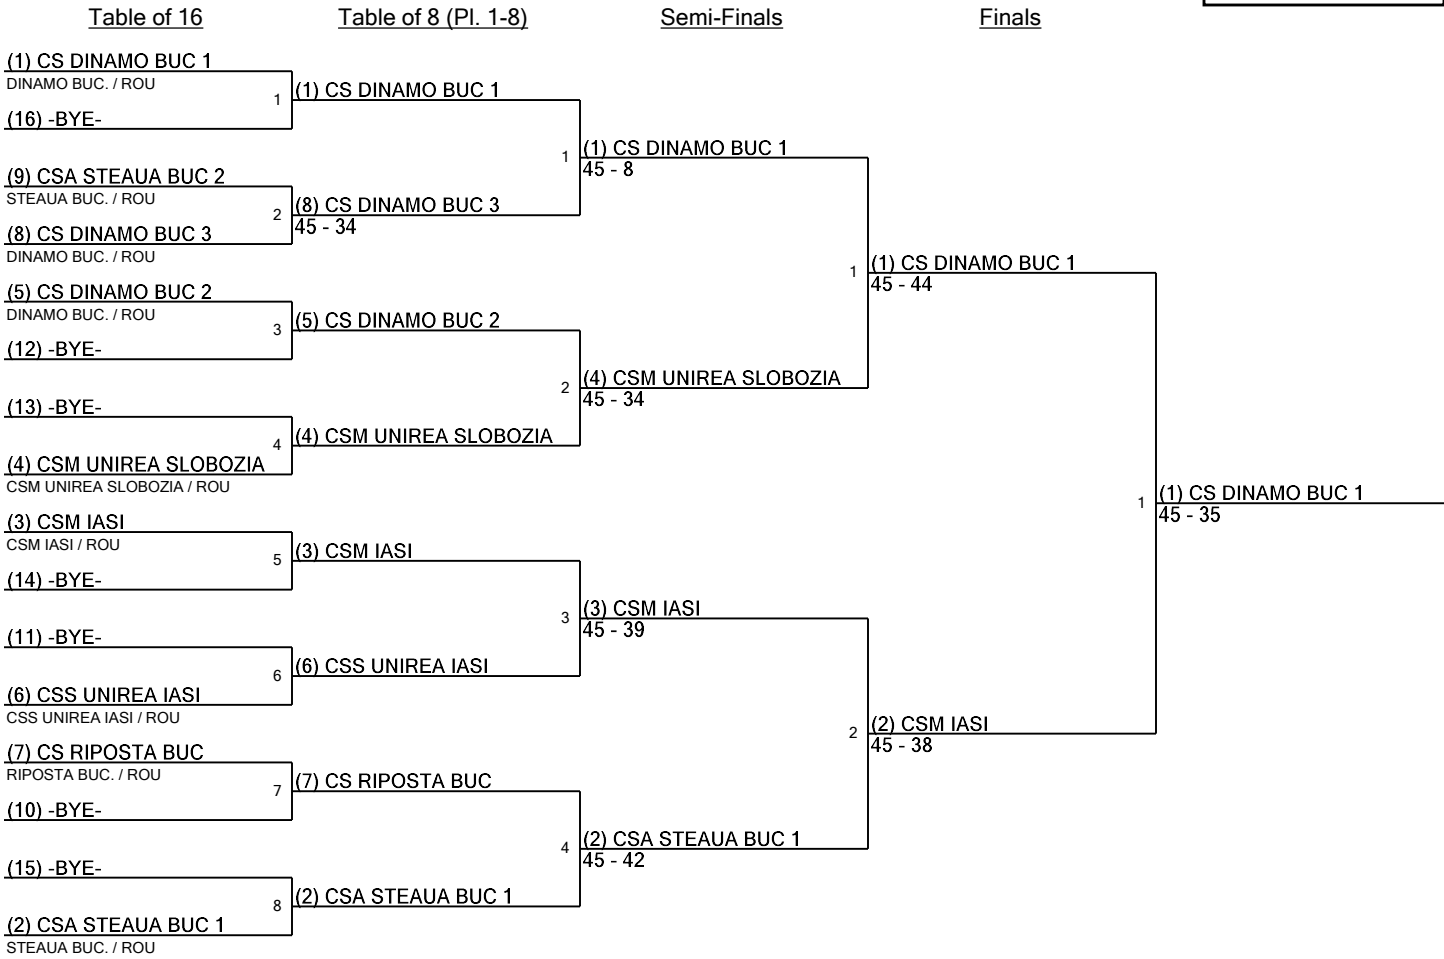 Table of 16
Table of 8 (Pl. 1-8)
Semi-Finals
Finals
(1) CS DINAMO BUC 1
DINAMO BUC. / ROU
(16) -BYE-
(9) CSA STEAUA BUC 2
STEAUA BUC. / ROU
(8) CS DINAMO BUC 3
DINAMO BUC. / ROU
(5) CS DINAMO BUC 2
DINAMO BUC. / ROU
(12) -BYE-
(13) -BYE-
(4) CSM UNIREA SLOBOZIA
CSM UNIREA SLOBOZIA / ROU
(3) CSM IASI
CSM IASI / ROU
(14) -BYE-
(11) -BYE-
(6) CSS UNIREA IASI
CSS UNIREA IASI / ROU
(7) CS RIPOSTA BUC
RIPOSTA BUC. / ROU
(10) -BYE-
(15) -BYE-
(2) CSA STEAUA BUC 1
STEAUA BUC. / ROU
1
(1) CS DINAMO BUC 1
2
(8) CS DINAMO BUC 3
45 - 34
3
(5) CS DINAMO BUC 2
4
(4) CSM UNIREA SLOBOZIA
5
(3) CSM IASI
6
(6) CSS UNIREA IASI
7
(7) CS RIPOSTA BUC
8
(2) CSA STEAUA BUC 1
1
(1) CS DINAMO BUC 1
45 - 8
2
(4) CSM UNIREA SLOBOZIA
45 - 34
3
(3) CSM IASI
45 - 39
4
(2) CSA STEAUA BUC 1
45 - 42
1
(1) CS DINAMO BUC 1
45 - 44
2
(2) CSM IASI
45 - 38
1
(1) CS DINAMO BUC 1
45 - 35